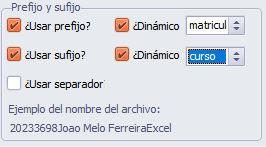 Prefijo y sufijo
¿Usar prefijo? ¿Dinámico matricul
¿Usar sufijo? ¿Dinámico curso
¿Usar separador
Ejemplo del nombre del archivo:
20233698Joao Melo FerreiraExcel